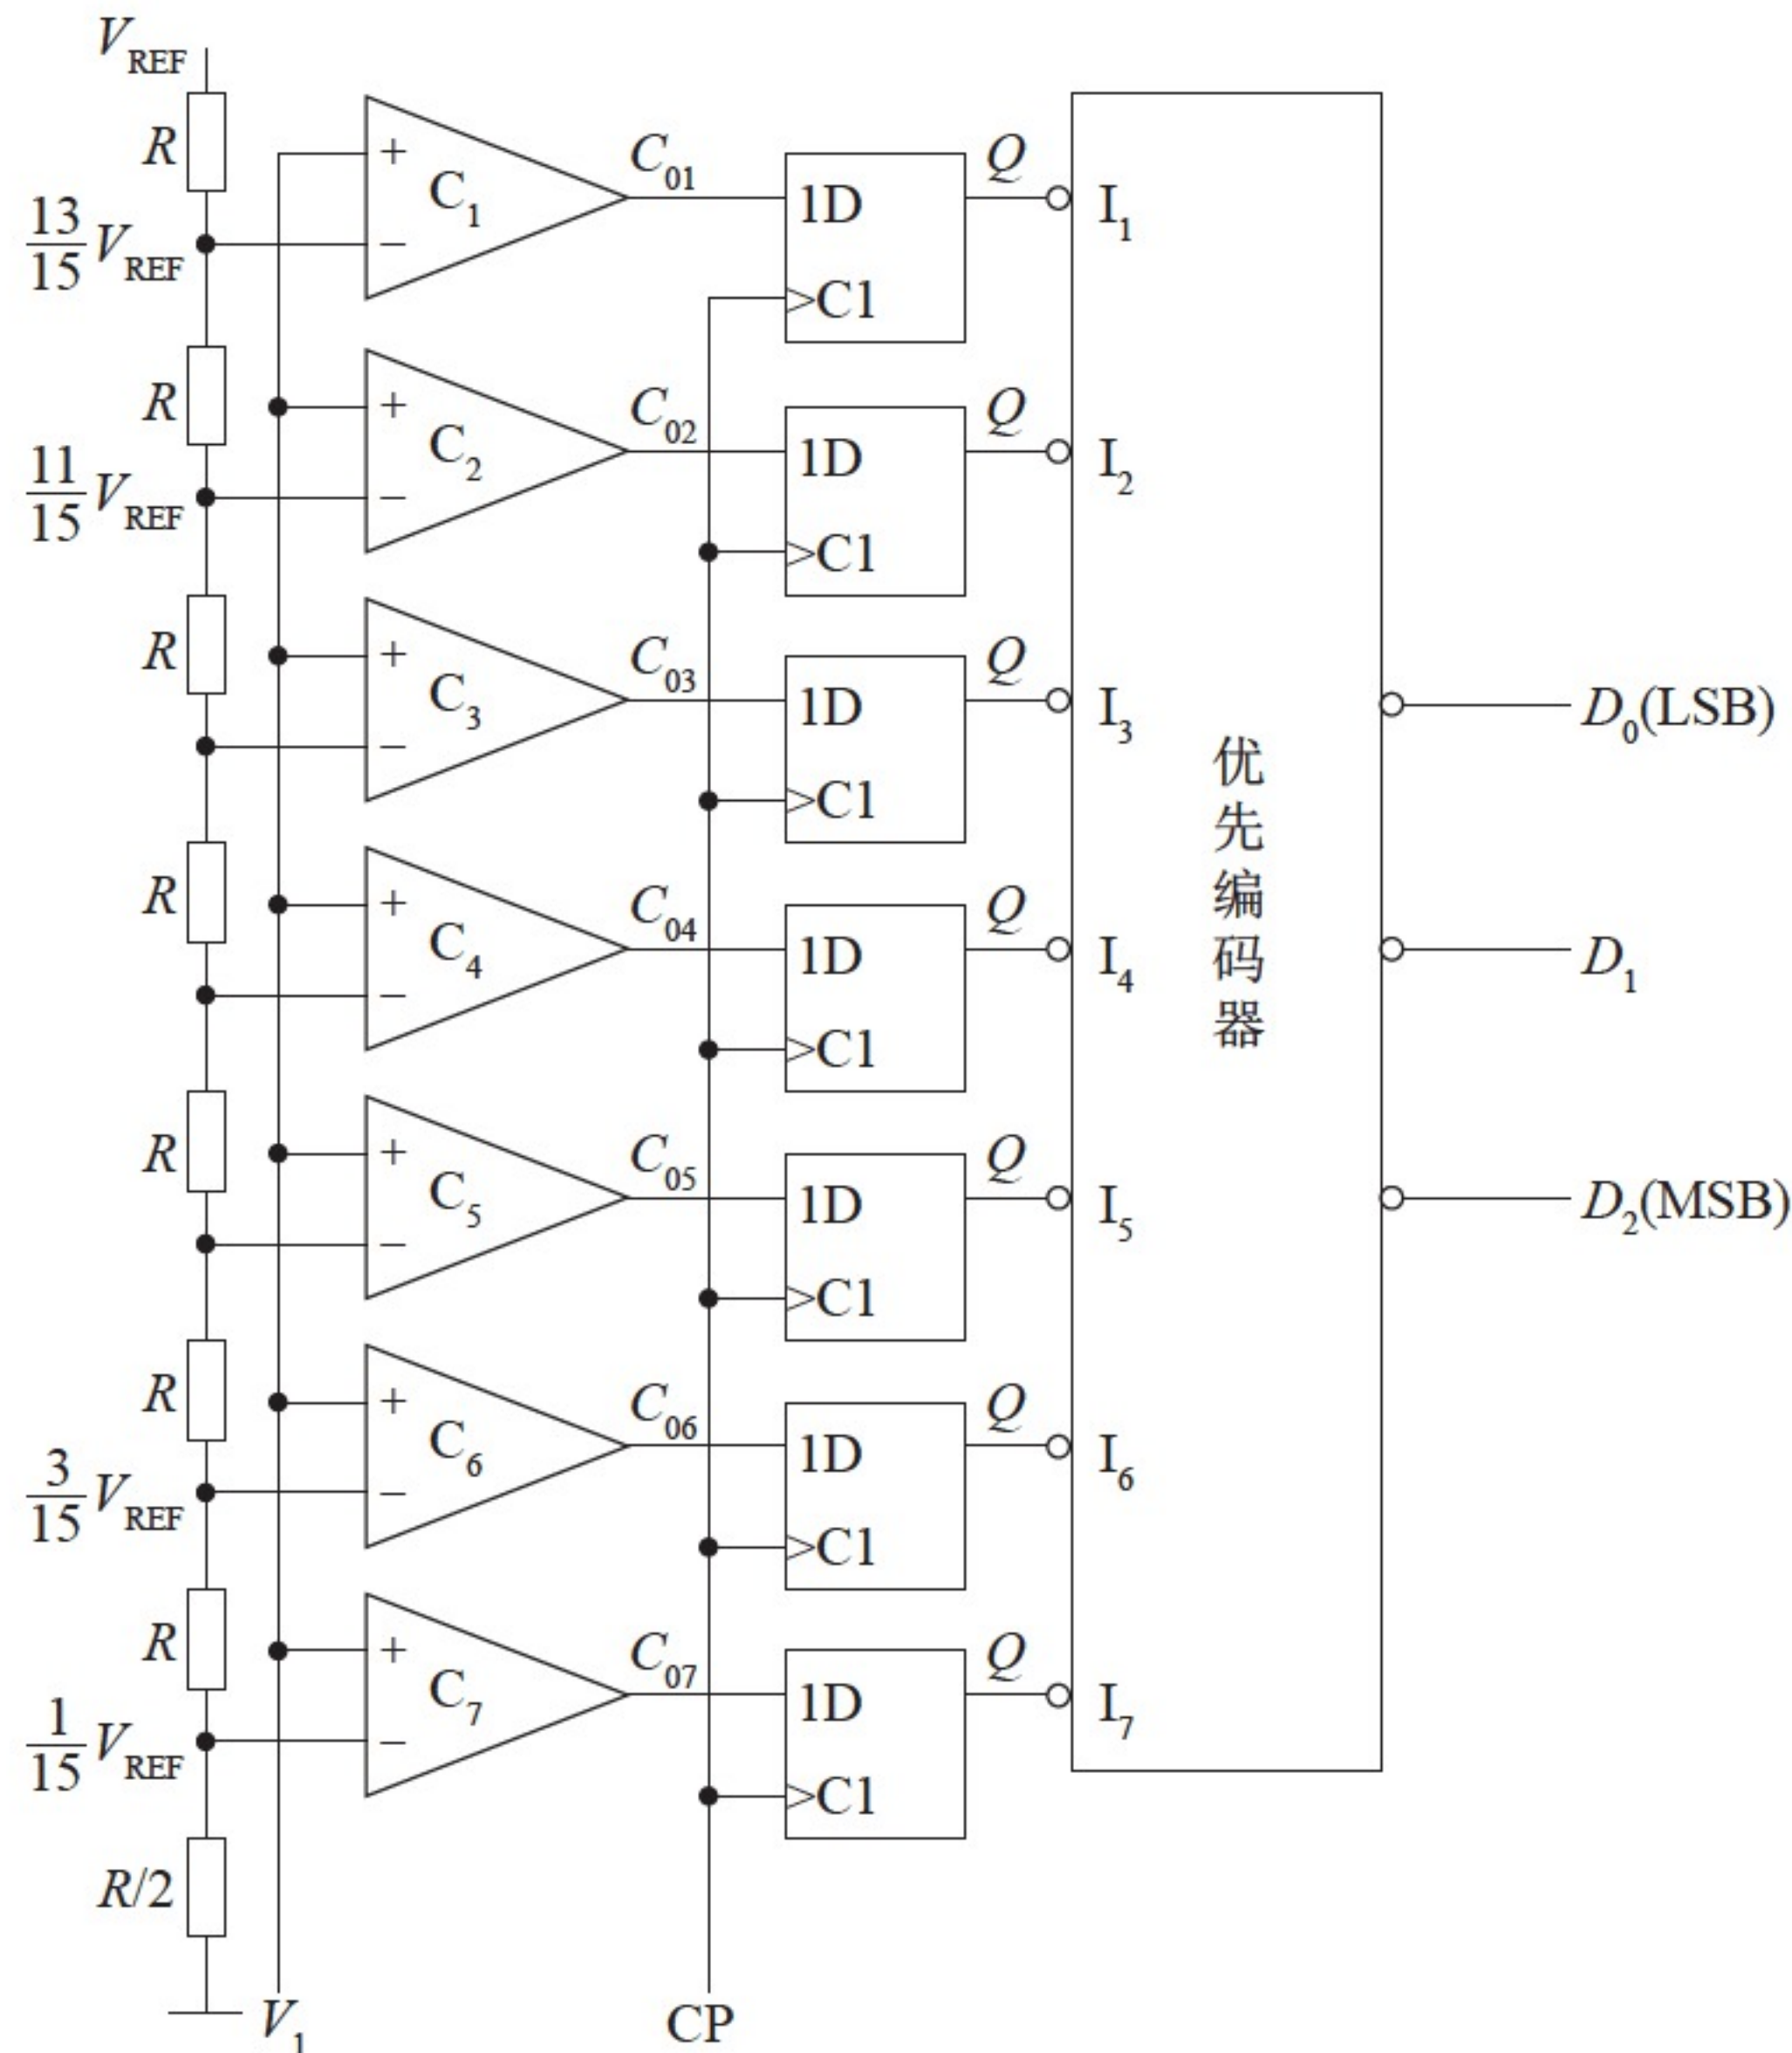 V_REF
R
C_1
+
−
C_01
1D
C1
Q
I_1
13/15 V_REF
R
C_2
+
−
C_02
1D
C1
Q
I_2
11/15 V_REF
R
C_3
+
−
C_03
1D
C1
Q
I_3
R
C_4
+
−
C_04
1D
C1
Q
I_4
R
C_5
+
−
C_05
1D
C1
Q
I_5
R
C_6
+
−
C_06
1D
C1
Q
I_6
3/15 V_REF
R
C_7
+
−
C_07
1D
C1
Q
I_7
1/15 V_REF
R/2
V_1
CP
优先编码器
D_0(LSB)
D_1
D_2(MSB)